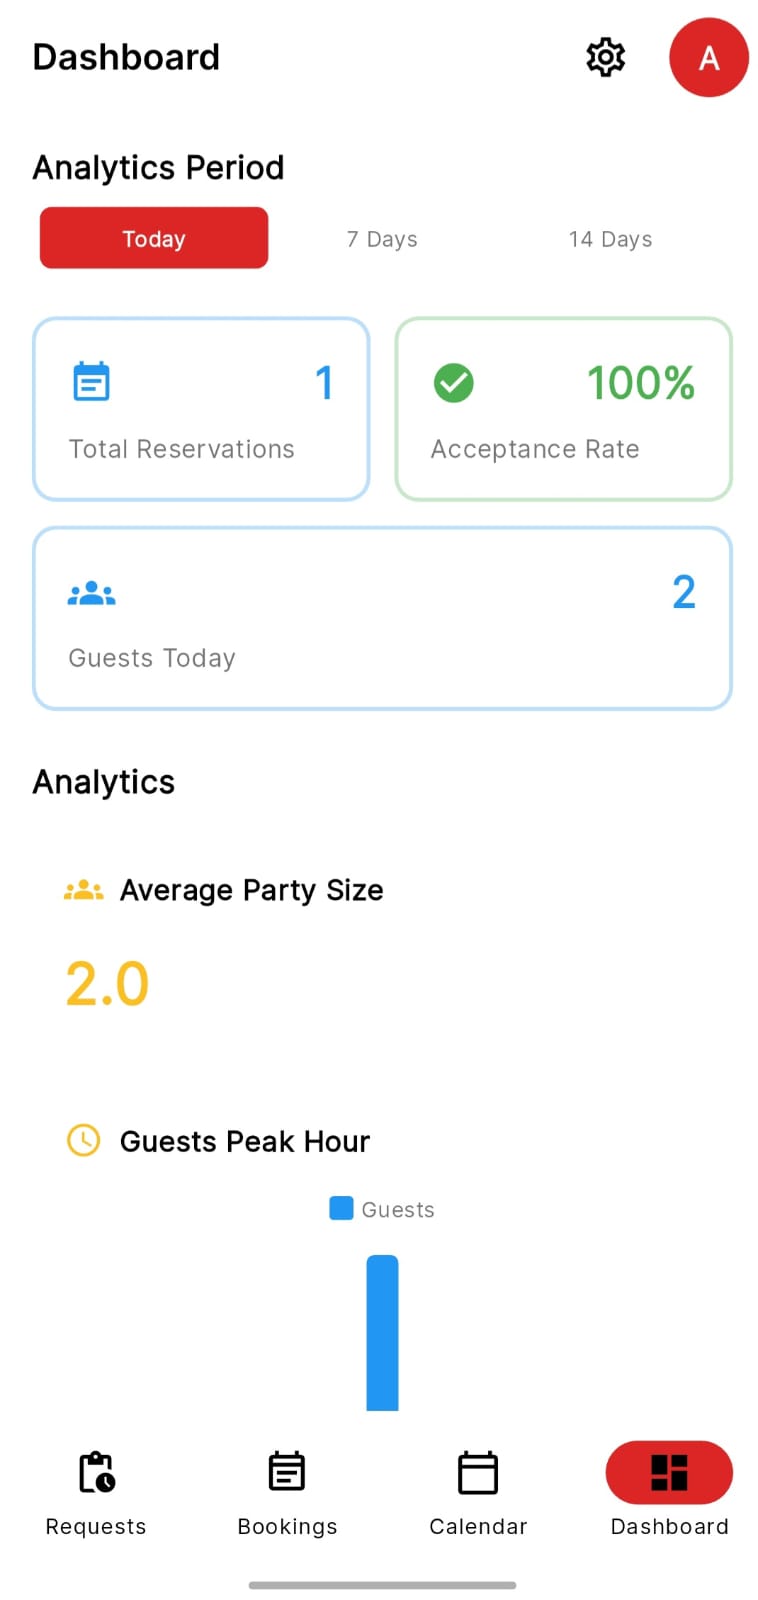 Dashboard
A
Analytics Period
Today
7 Days
14 Days
1
Total Reservations
100%
Acceptance Rate
2
Guests Today
Analytics
Average Party Size
2.0
Guests Peak Hour
Guests
Requests
Bookings
Calendar
Dashboard